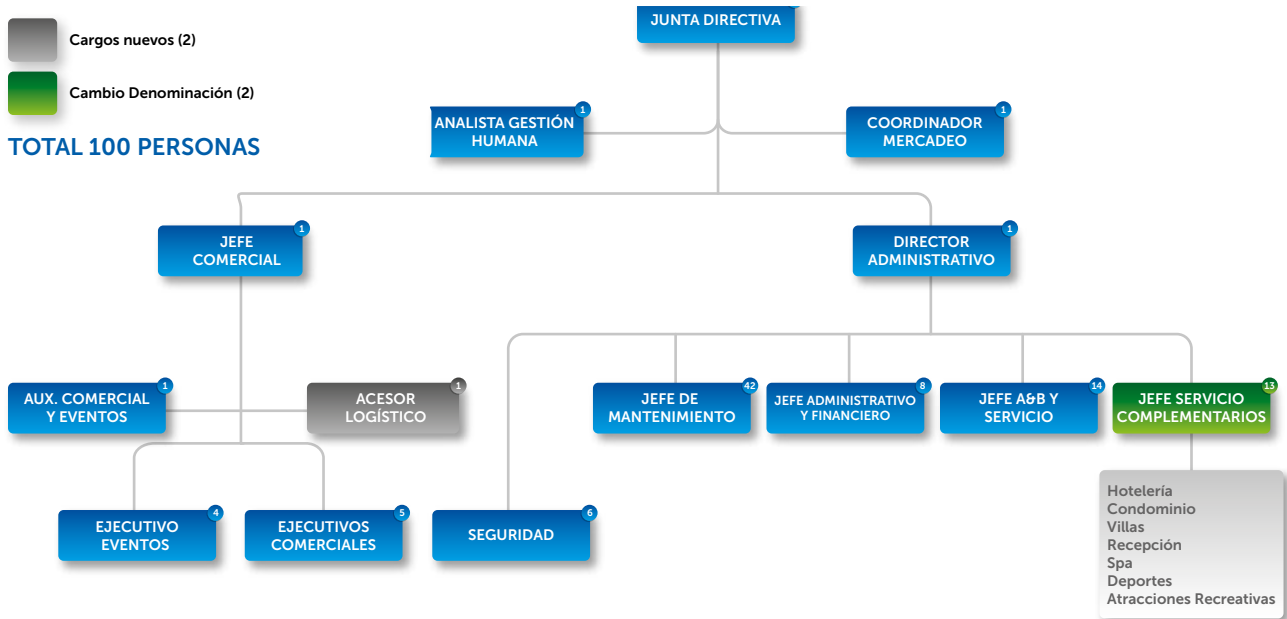 JUNTA DIRECTIVA
Cargos nuevos (2)
Cambio Denominación (2)
TOTAL 100 PERSONAS
1
ANALISTA GESTIÓN
HUMANA
1
COORDINADOR
MERCADEO
1
JEFE
COMERCIAL
1
DIRECTOR
ADMINISTRATIVO
1
AUX. COMERCIAL
Y EVENTOS
1
ACESOR
LOGÍSTICO
42
JEFE DE
MANTENIMIENTO
8
JEFE ADMINISTRATIVO
Y FINANCIERO
14
JEFE A&B Y
SERVICIO
13
JEFE SERVICIO
COMPLEMENTARIOS
4
EJECUTIVO
EVENTOS
5
EJECUTIVOS
COMERCIALES
6
SEGURIDAD
Hotelería
Condominio
Villas
Recepción
Spa
Deportes
Atracciones Recreativas